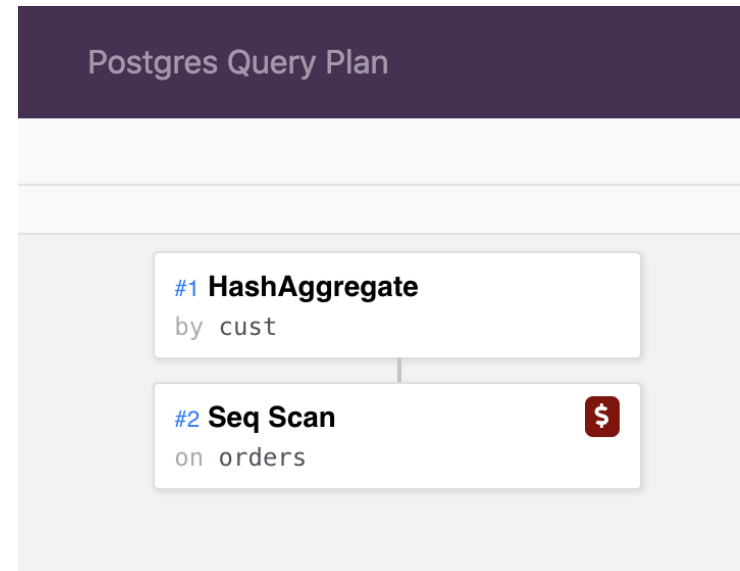 Postgres Query Plan
#1 HashAggregate
by cust
#2 Seq Scan $
on orders